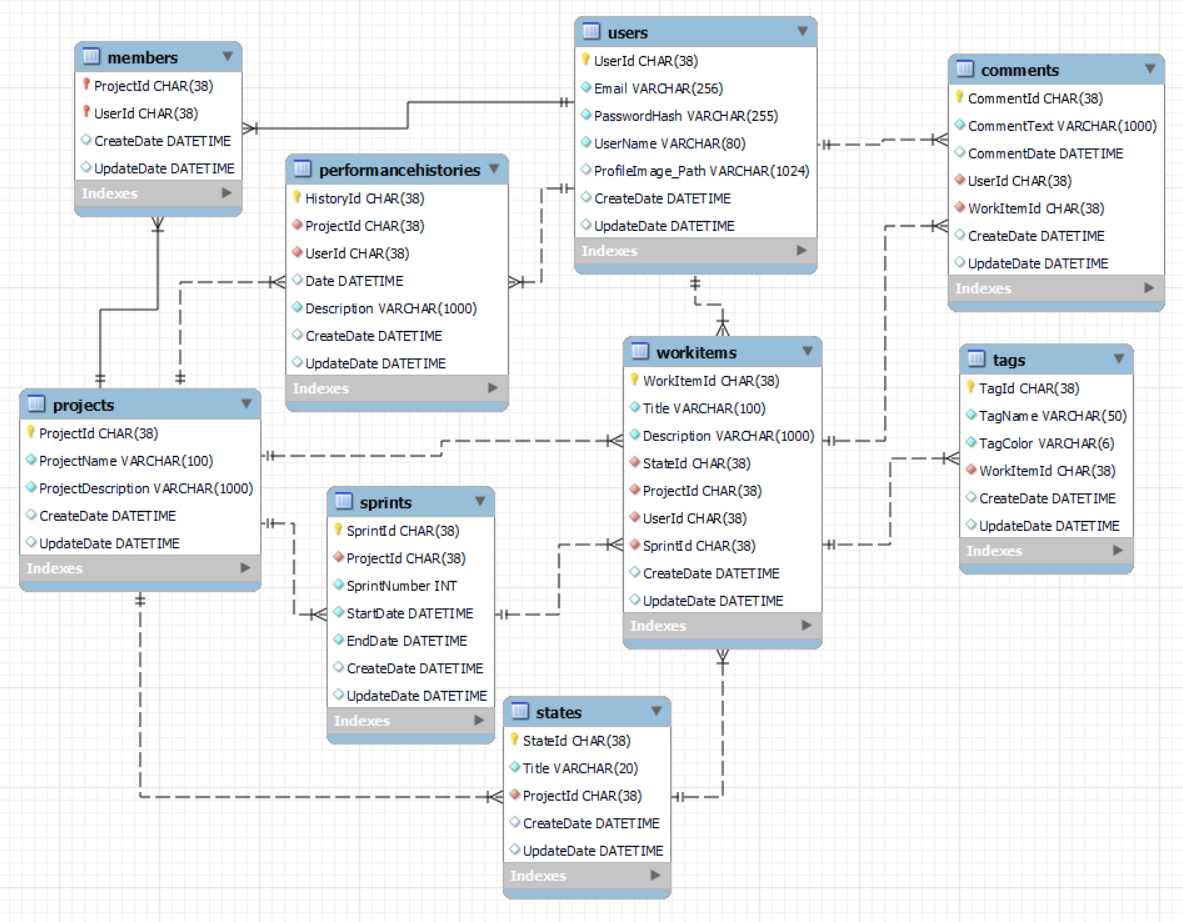 members
ProjectId CHAR(38)
UserId CHAR(38)
CreateDate DATETIME
UpdateDate DATETIME
Indexes
users
UserId CHAR(38)
Email VARCHAR(256)
PasswordHash VARCHAR(255)
UserName VARCHAR(80)
ProfileImage_Path VARCHAR(1024)
CreateDate DATETIME
UpdateDate DATETIME
Indexes
comments
CommentId CHAR(38)
CommentText VARCHAR(1000)
CommentDate DATETIME
UserId CHAR(38)
WorkItemId CHAR(38)
CreateDate DATETIME
UpdateDate DATETIME
Indexes
performancehistories
HistoryId CHAR(38)
ProjectId CHAR(38)
UserId CHAR(38)
Date DATETIME
Description VARCHAR(1000)
CreateDate DATETIME
UpdateDate DATETIME
Indexes
workitems
WorkItemId CHAR(38)
Title VARCHAR(100)
Description VARCHAR(1000)
StateId CHAR(38)
ProjectId CHAR(38)
UserId CHAR(38)
SprintId CHAR(38)
CreateDate DATETIME
UpdateDate DATETIME
Indexes
tags
TagId CHAR(38)
TagName VARCHAR(50)
TagColor VARCHAR(6)
WorkItemId CHAR(38)
CreateDate DATETIME
UpdateDate DATETIME
Indexes
projects
ProjectId CHAR(38)
ProjectName VARCHAR(100)
ProjectDescription VARCHAR(1000)
CreateDate DATETIME
UpdateDate DATETIME
Indexes
sprints
SprintId CHAR(38)
ProjectId CHAR(38)
SprintNumber INT
StartDate DATETIME
EndDate DATETIME
CreateDate DATETIME
UpdateDate DATETIME
Indexes
states
StateId CHAR(38)
Title VARCHAR(20)
ProjectId CHAR(38)
CreateDate DATETIME
UpdateDate DATETIME
Indexes